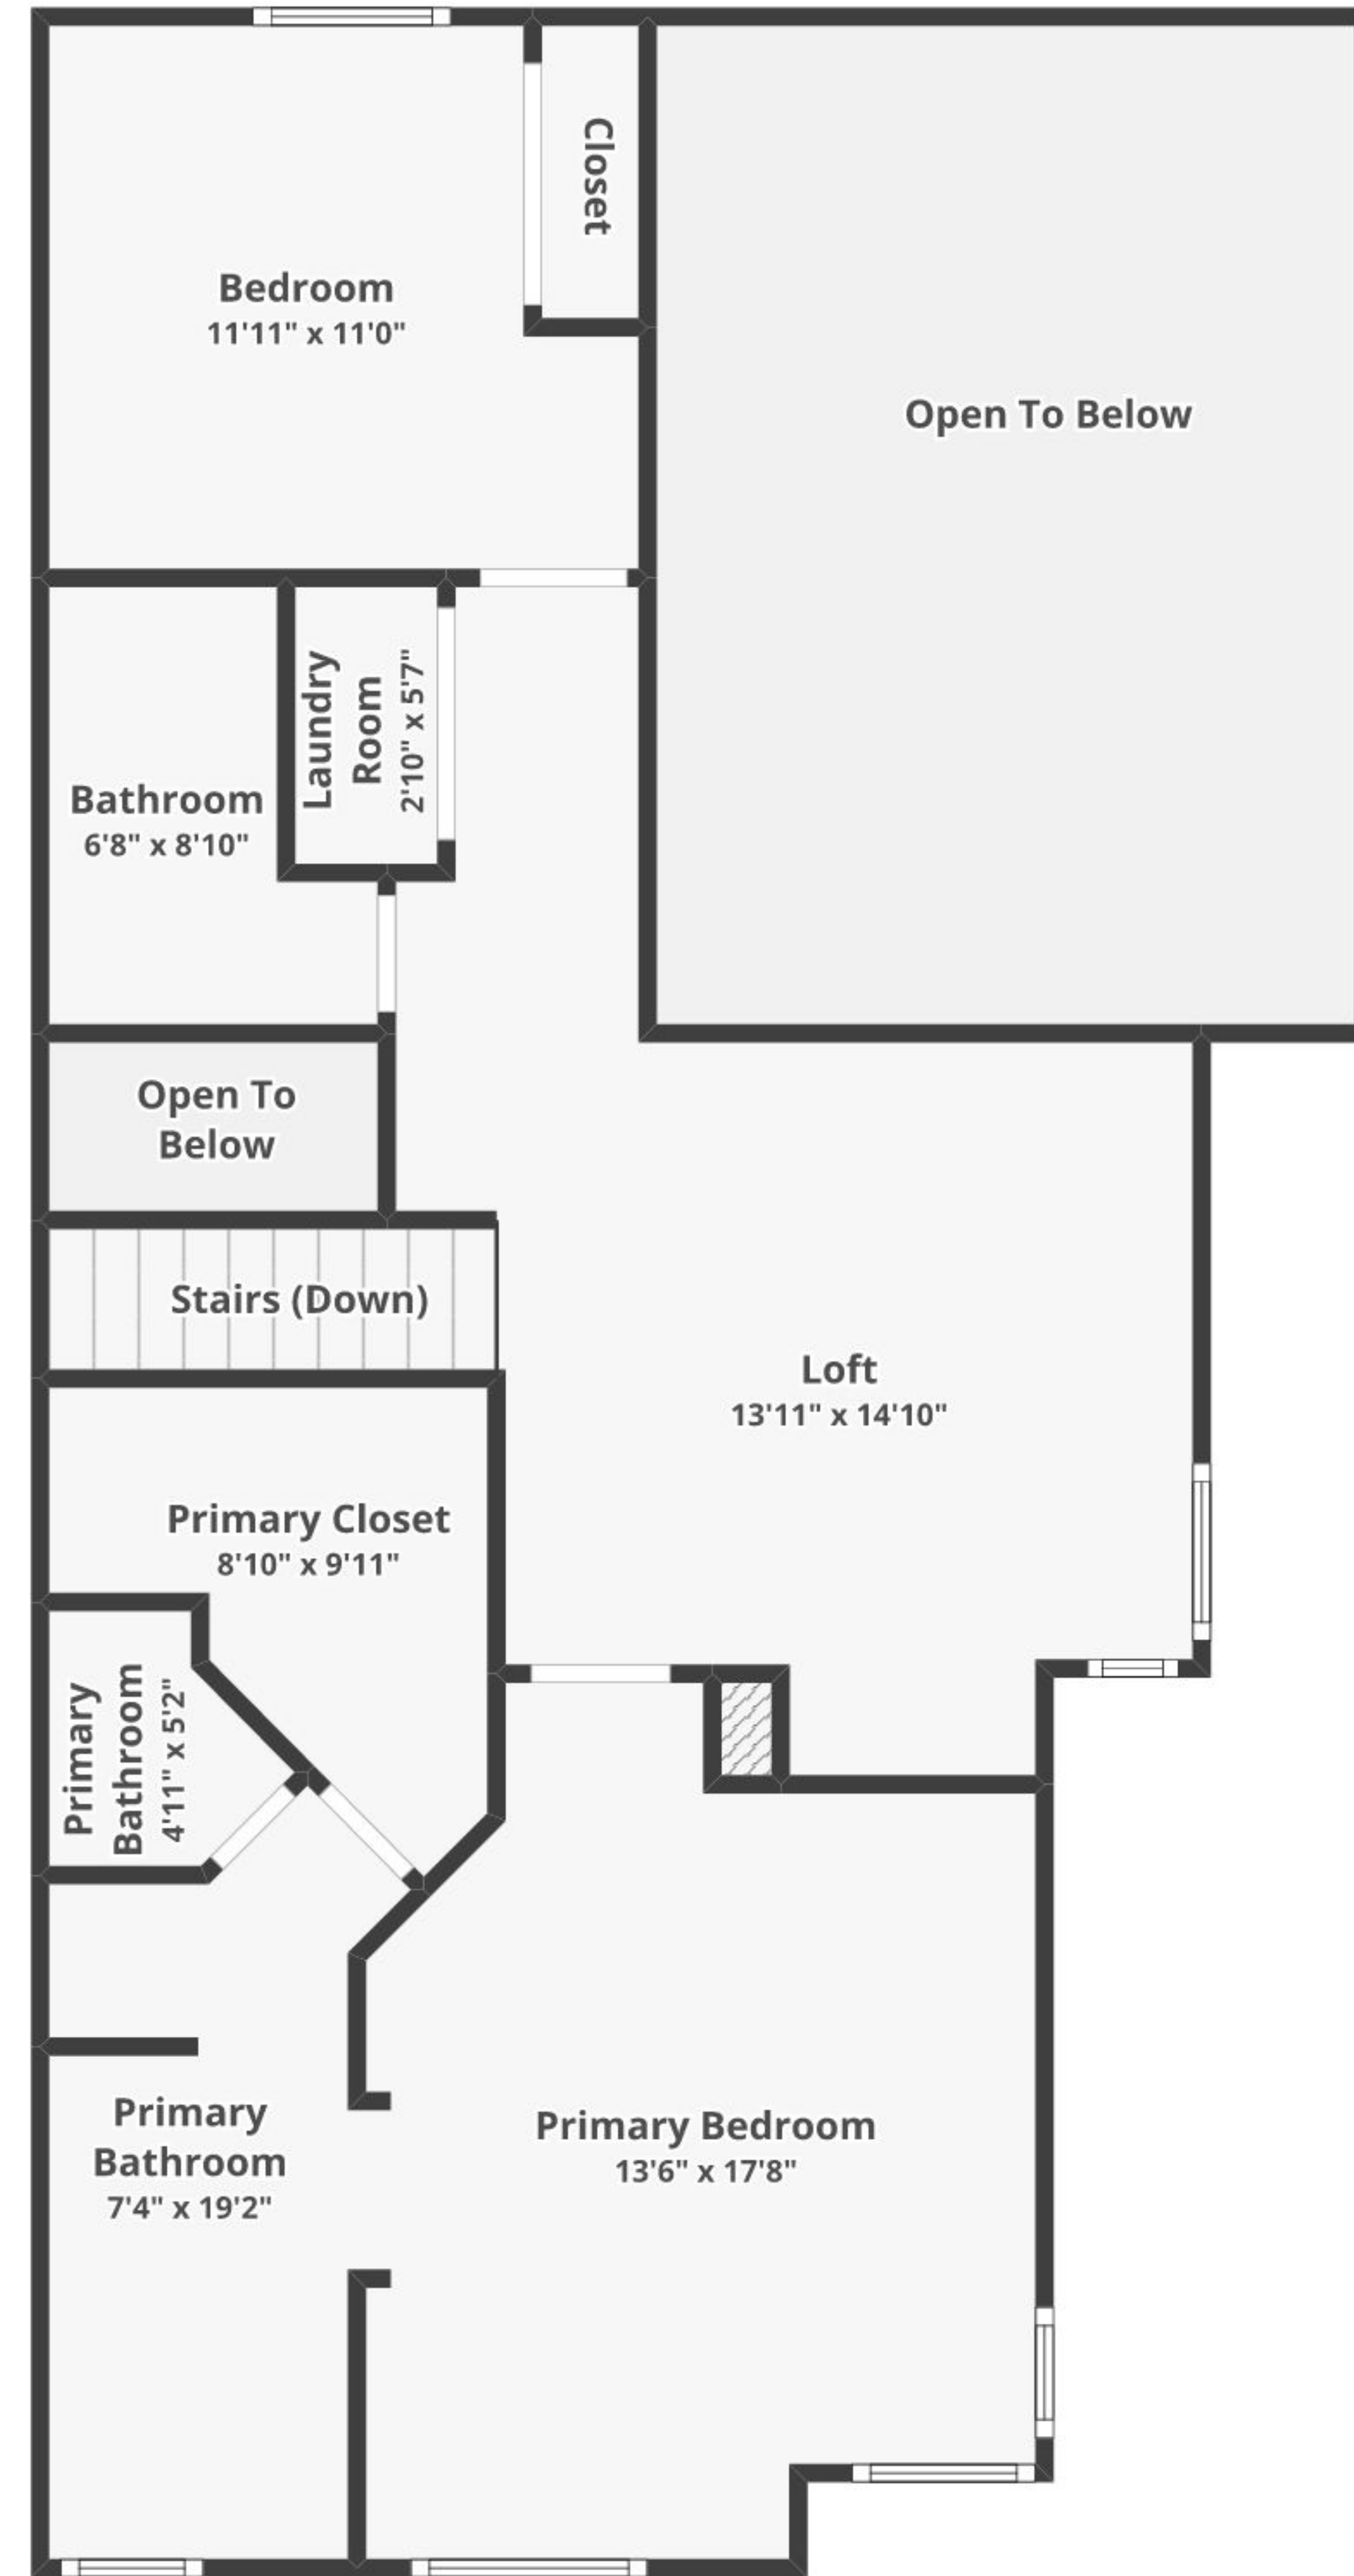 Closet
Bedroom
11'11" x 11'0"
Open To Below
Laundry
Room
2'10" x 5'7"
Bathroom
6'8" x 8'10"
Open To
Below
Stairs (Down)
Loft
13'11" x 14'10"
Primary Closet
8'10" x 9'11"
Primary
Bathroom
4'11" x 5'2"
Primary
Bathroom
7'4" x 19'2"
Primary Bedroom
13'6" x 17'8"